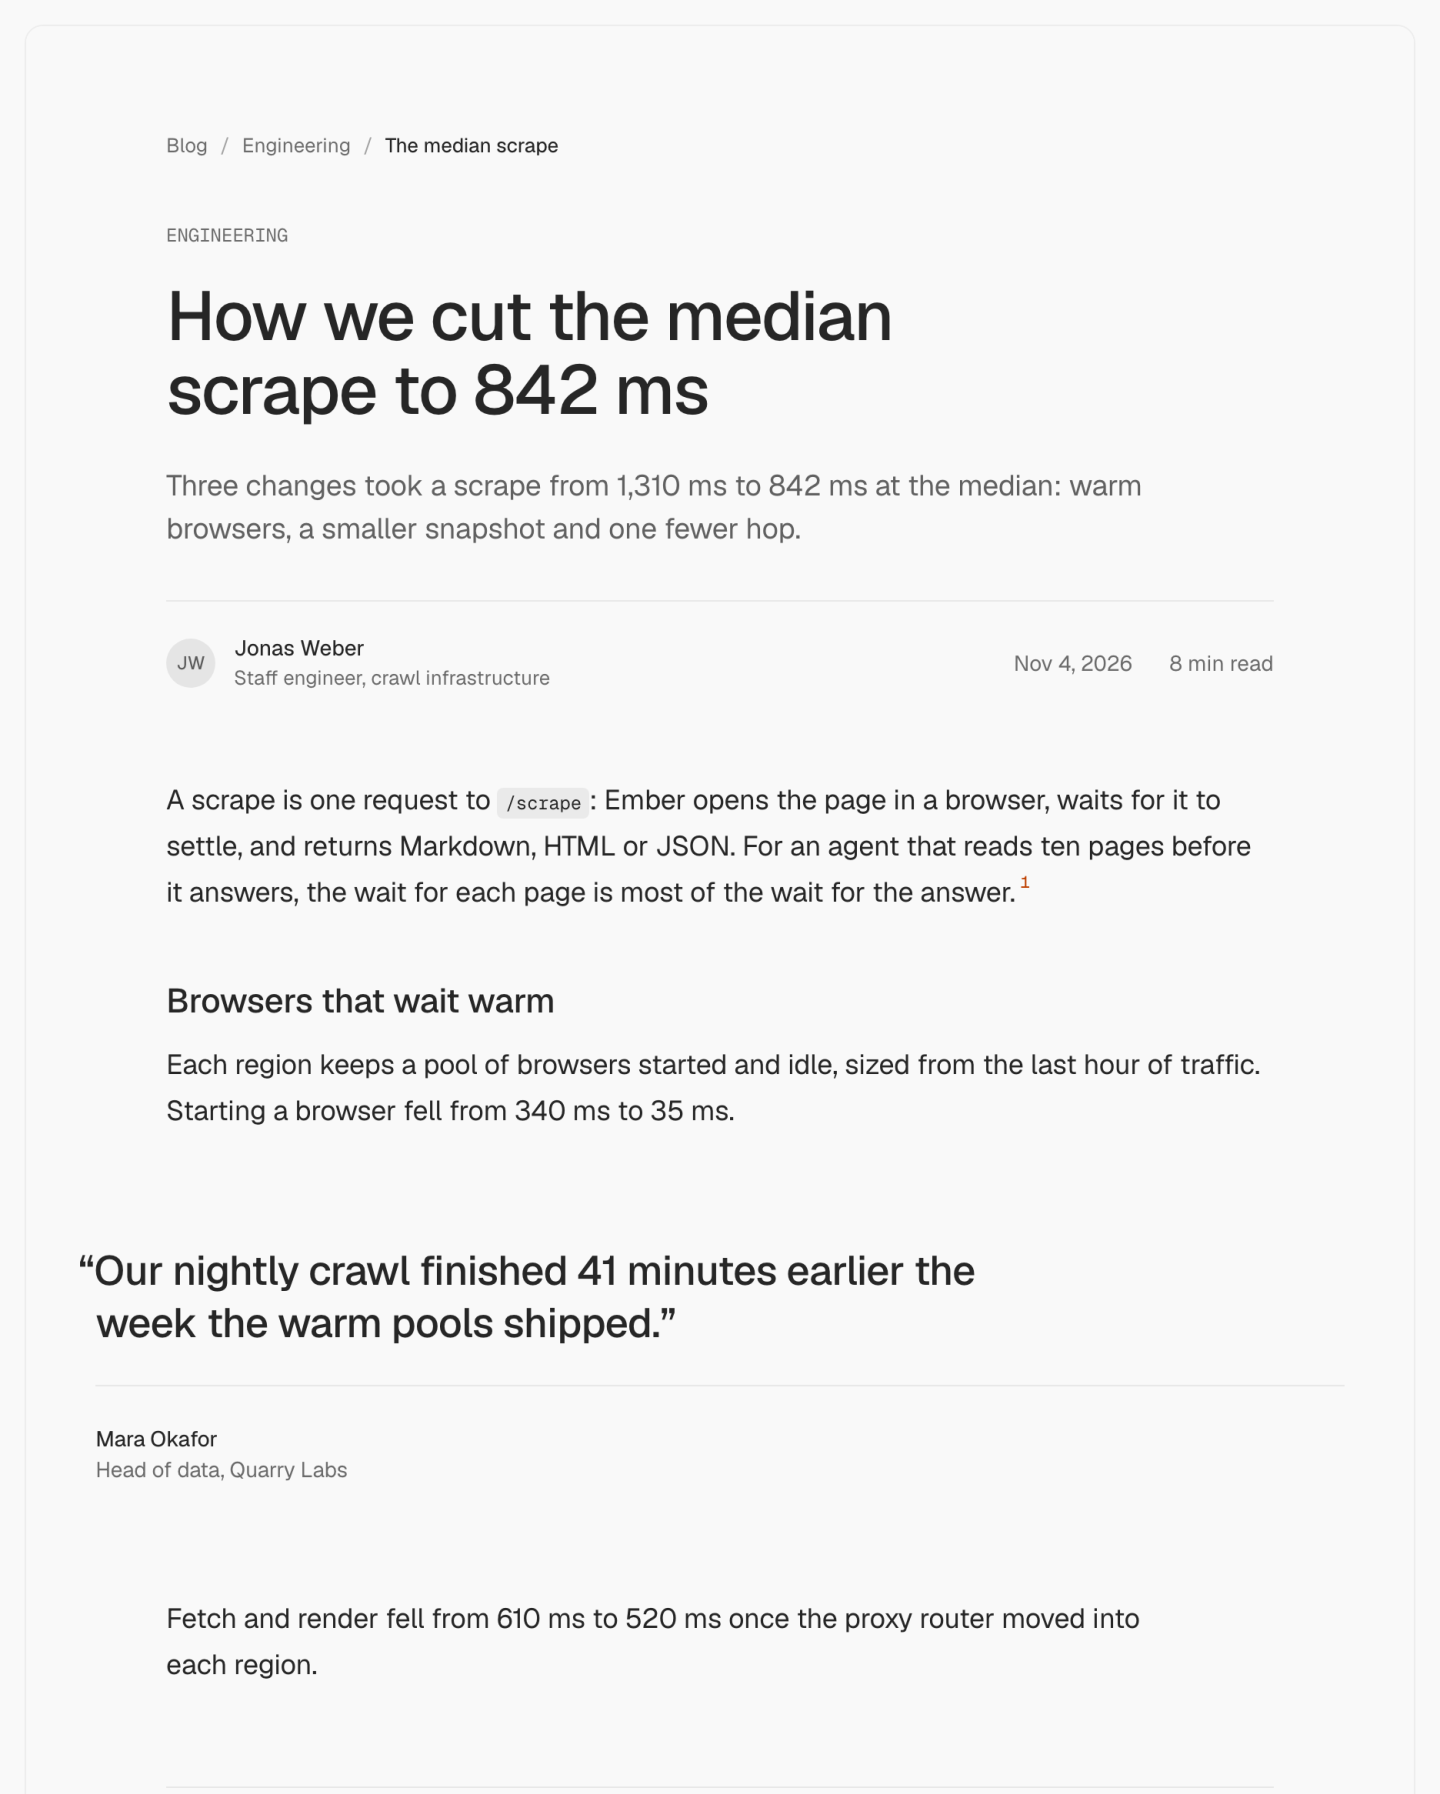 Blog / Engineering / The median scrape
ENGINEERING
How we cut the median
scrape to 842 ms
Three changes took a scrape from 1,310 ms to 842 ms at the median: warm
browsers, a smaller snapshot and one fewer hop.
JW
Jonas Weber
Staff engineer, crawl infrastructure
Nov 4, 2026 8 min read
A scrape is one request to /scrape: Ember opens the page in a browser, waits for it to
settle, and returns Markdown, HTML or JSON. For an agent that reads ten pages before
it answers, the wait for each page is most of the wait for the answer. 1
Browsers that wait warm
Each region keeps a pool of browsers started and idle, sized from the last hour of traffic.
Starting a browser fell from 340 ms to 35 ms.
“Our nightly crawl finished 41 minutes earlier the
week the warm pools shipped.”
Mara Okafor
Head of data, Quarry Labs
Fetch and render fell from 610 ms to 520 ms once the proxy router moved into
each region.